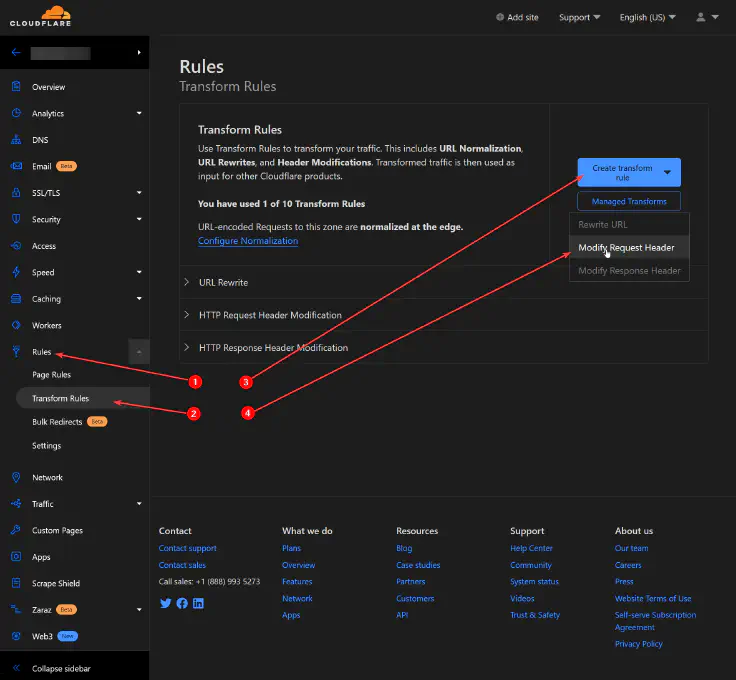 CLOUDFLARE
Add site
Support
English (US)
Overview
Analytics
DNS
Email Beta
SSL/TLS
Security
Access
Speed
Caching
Workers
Rules
Page Rules
Transform Rules
Bulk Redirects Beta
Settings
Network
Traffic
Custom Pages
Apps
Scrape Shield
Zaraz Beta
Web3 New
Collapse sidebar
Rules
Transform Rules
Transform Rules
Use Transform Rules to transform your traffic. This includes URL Normalization,
URL Rewrites, and Header Modifications. Transformed traffic is then used as
input for other Cloudflare products.
You have used 1 of 10 Transform Rules
URL-encoded Requests to this zone are normalized at the edge.
Configure Normalization
Create transform
rule
Managed Transforms
Rewrite URL
Modify Request Header
Modify Response Header
URL Rewrite
HTTP Request Header Modification
HTTP Response Header Modification
1
3
2
4
Contact
Contact support
Contact sales
Call sales: +1 (888) 993 5273
What we do
Plans
Overview
Features
Network
Apps
Resources
Blog
Case studies
Partners
Customers
API
Support
Help Center
Community
System status
Videos
Trust & Safety
About us
Our team
Careers
Press
Website Terms of Use
Self-serve Subscription
Agreement
Privacy Policy